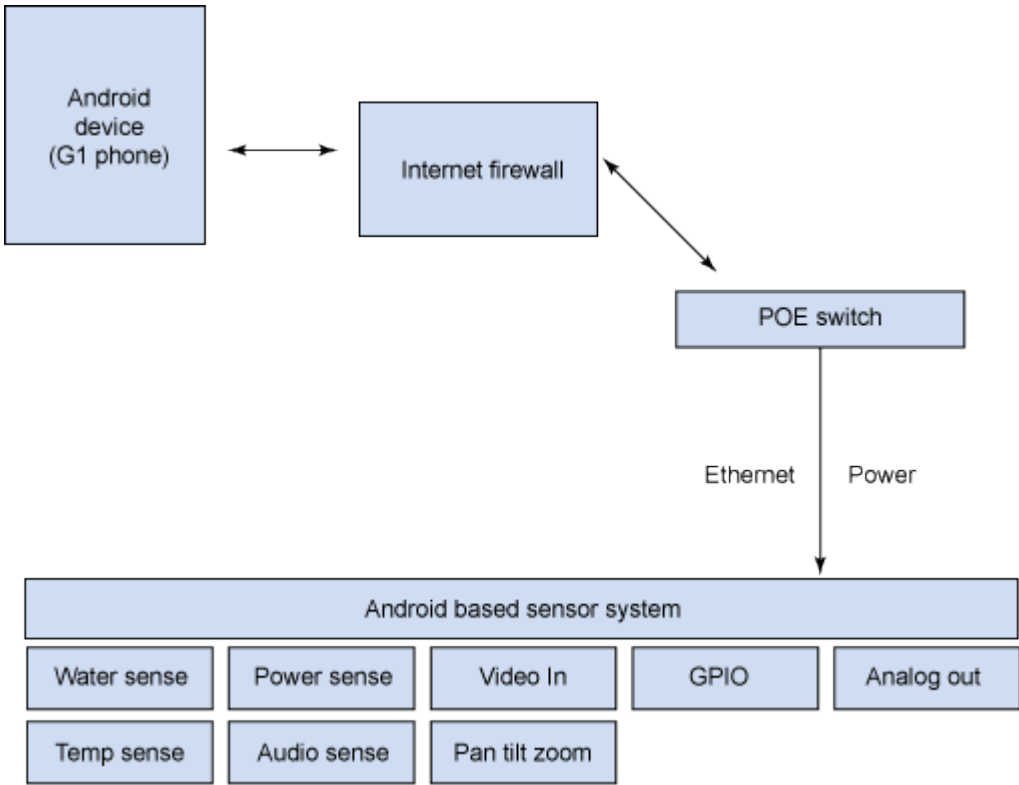 Android
device
(G1 phone)
Internet firewall
POE switch
Ethernet Power
Android based sensor system
Water sense Power sense Video In GPIO Analog out
Temp sense Audio sense Pan tilt zoom